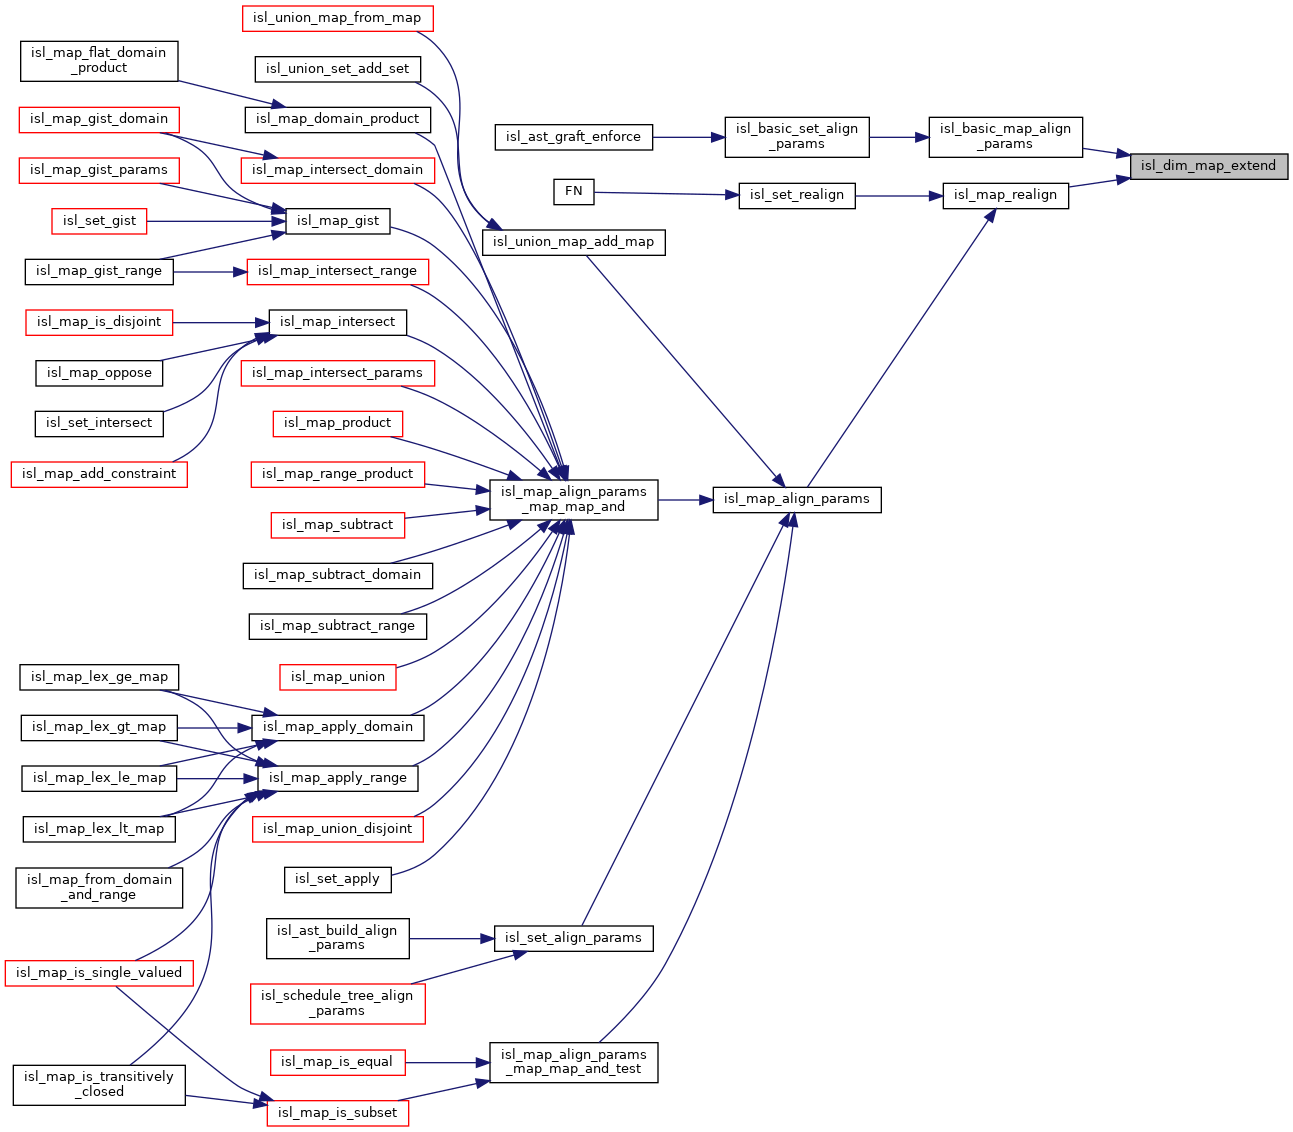 isl_union_map_from_map
isl_map_flat_domain
_product
isl_union_set_add_set
isl_map_gist_domain
isl_map_domain_product
isl_ast_graft_enforce
isl_basic_set_align
_params
isl_basic_map_align
_params
isl_dim_map_extend
isl_map_gist_params
isl_map_intersect_domain
FN
isl_set_realign
isl_map_realign
isl_set_gist
isl_map_gist
isl_union_map_add_map
isl_map_gist_range
isl_map_intersect_range
isl_map_is_disjoint
isl_map_intersect
isl_map_oppose
isl_map_intersect_params
isl_set_intersect
isl_map_product
isl_map_add_constraint
isl_map_range_product
isl_map_align_params
_map_map_and
isl_map_align_params
isl_map_subtract
isl_map_subtract_domain
isl_map_subtract_range
isl_map_lex_ge_map
isl_map_union
isl_map_lex_gt_map
isl_map_apply_domain
isl_map_lex_le_map
isl_map_apply_range
isl_map_lex_lt_map
isl_map_union_disjoint
isl_map_from_domain
_and_range
isl_set_apply
isl_ast_build_align
_params
isl_set_align_params
isl_map_is_single_valued
isl_schedule_tree_align
_params
isl_map_is_equal
isl_map_align_params
_map_map_and_test
isl_map_is_transitively
_closed
isl_map_is_subset